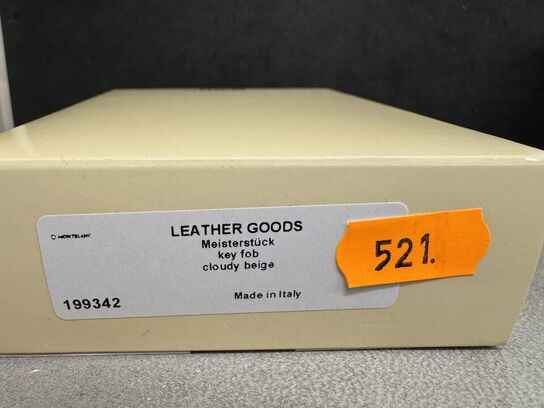 MONTBLANC
LEATHER GOODS
Meisterstück
key fob
cloudy beige
199342
Made in Italy
521.